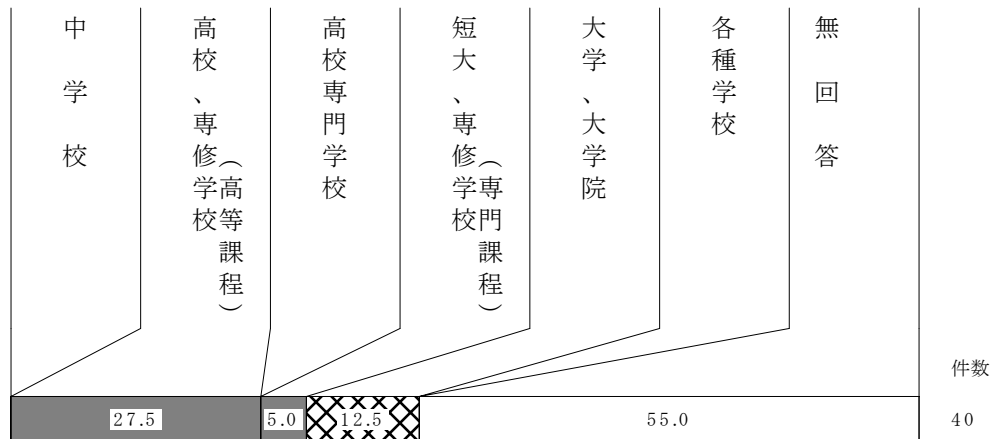 中学校
高校、専修学校
（高等課程）
高校専門学校
短大、専修学校
（専門課程）
大学、大学院
各種学校
無回答
件数
27.5
5.0
12.5
55.0
40